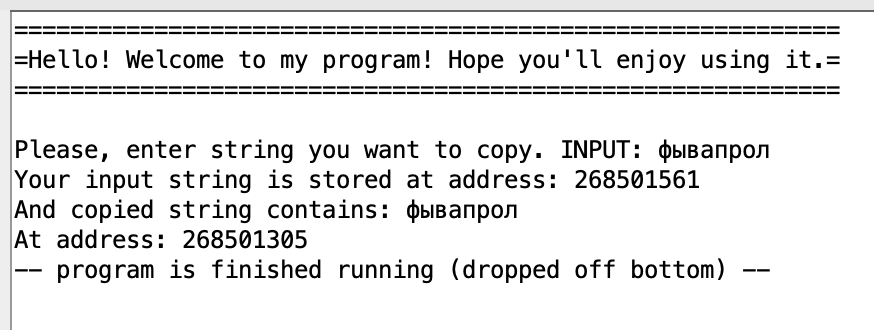 ===========================================================
=Hello! Welcome to my program! Hope you'll enjoy using it.=
===========================================================
Please, enter string you want to copy. INPUT: фывапрол
Your input string is stored at address: 268501561
And copied string contains: фывапрол
At address: 268501305
-- program is finished running (dropped off bottom) --